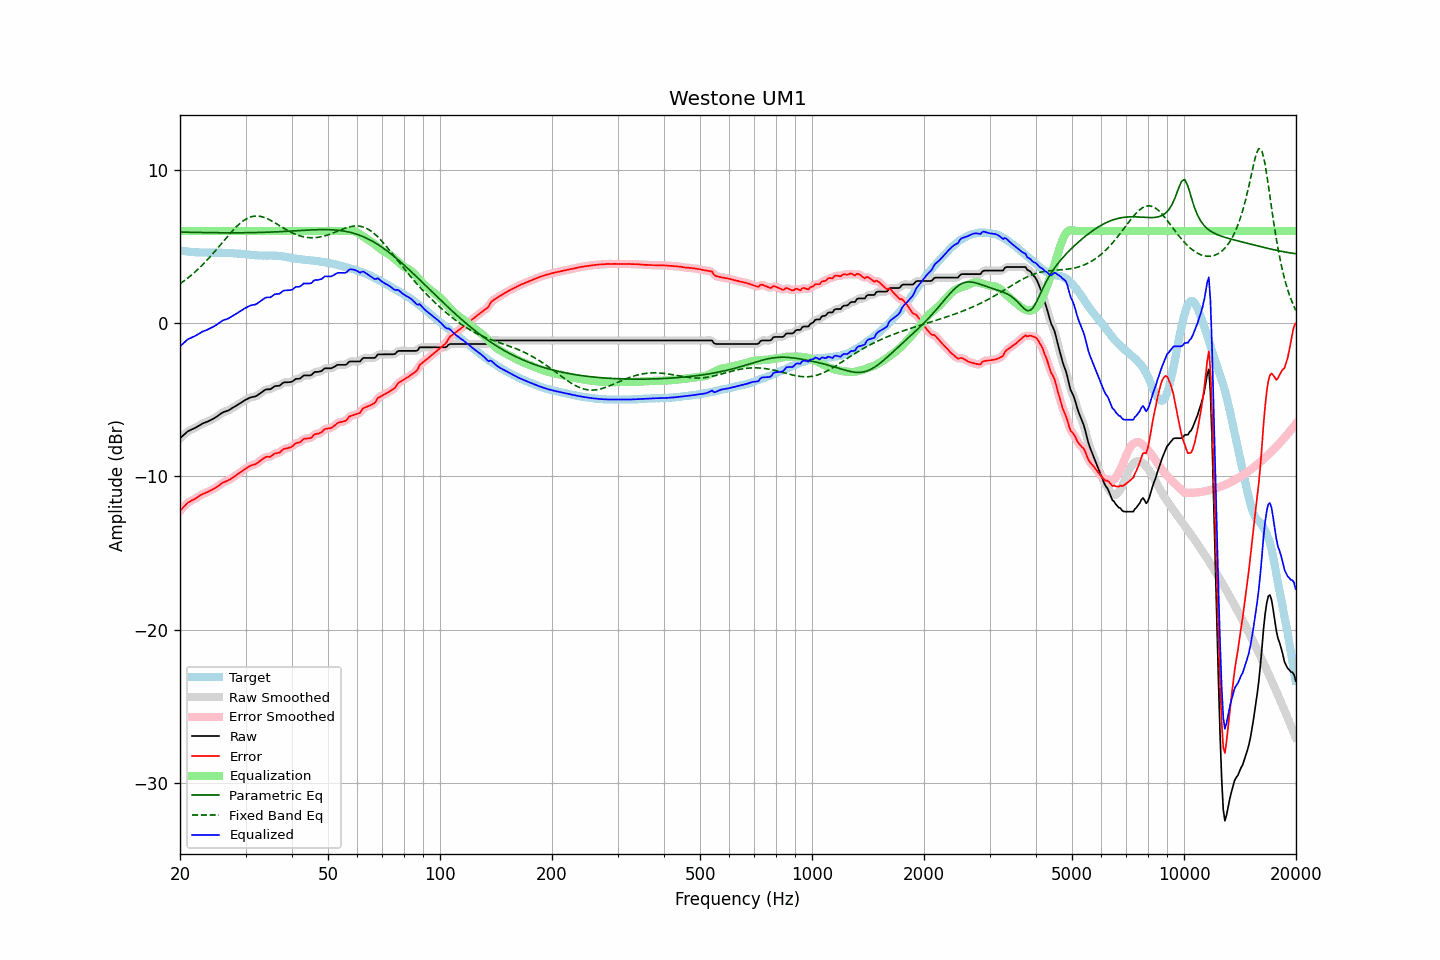 Westone UM1
Amplitude (dBr)
10
0
−10
−20
−30
Target
Raw Smoothed
Error Smoothed
Raw
Error
Equalization
Parametric Eq
Fixed Band Eq
Equalized
20 50 100 200 500 1000 2000 5000 10000 20000
Frequency (Hz)